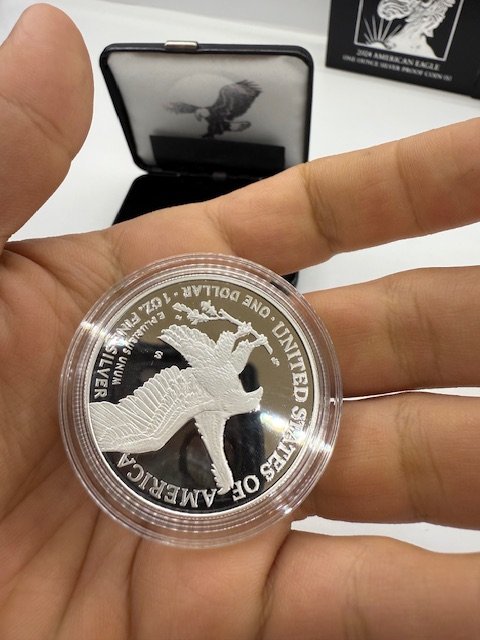 2024 AMERICAN EAGLE
ONE OUNCE SILVER PROOF COIN (S)
UNITED STATES OF AMERICA
· ONE DOLLAR · 1 OZ. FINE SILVER
E PLURIBUS UNUM
S